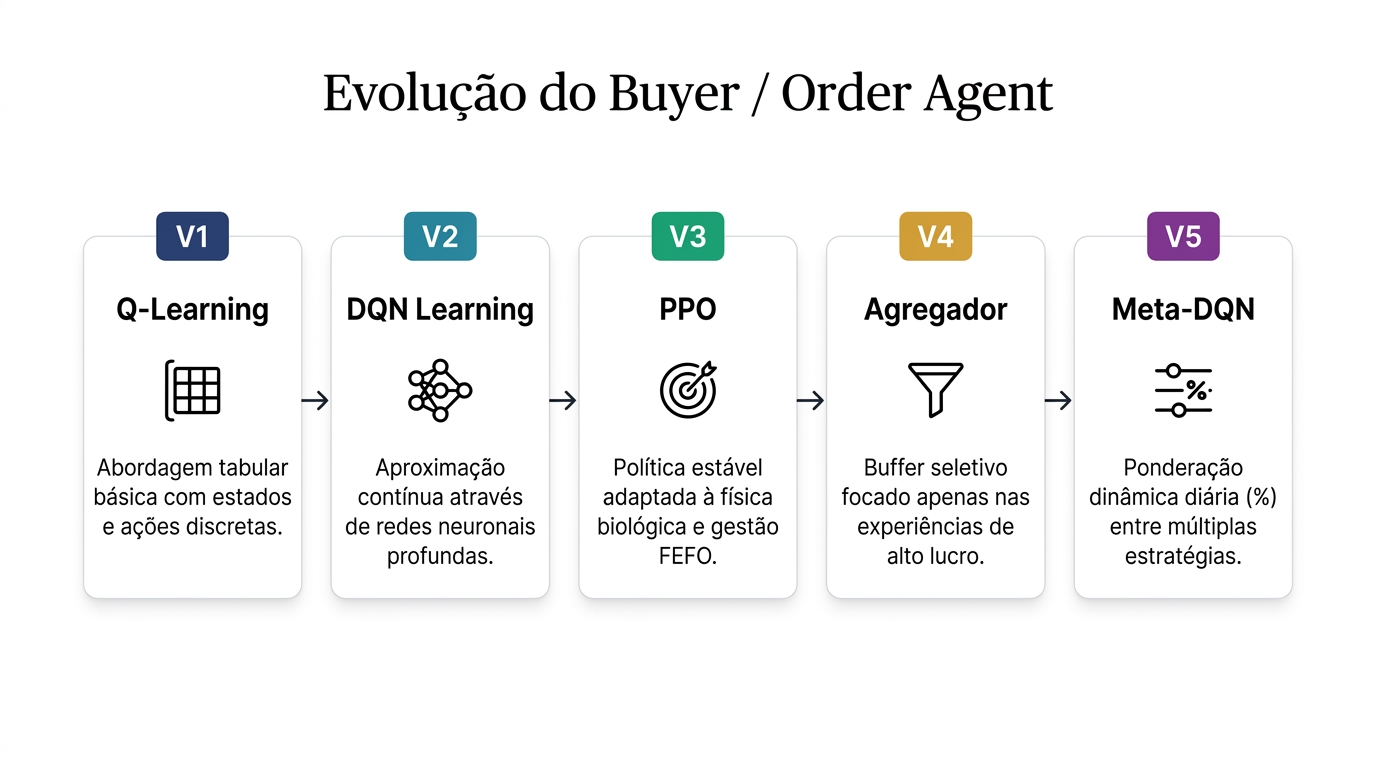 Evolução do Buyer / Order Agent
V1
Q-Learning
Abordagem tabular
básica com estados
e ações discretas.
V2
DQN Learning
Aproximação
contínua através
de redes neuronais
profundas.
V3
PPO
Política estável
adaptada à física
biológica e gestão
FEFO.
V4
Agregador
Buffer seletivo
focado apenas nas
experiências de
alto lucro.
V5
Meta-DQN
%
Ponderação
dinâmica diária (%)
entre múltiplas
estratégias.